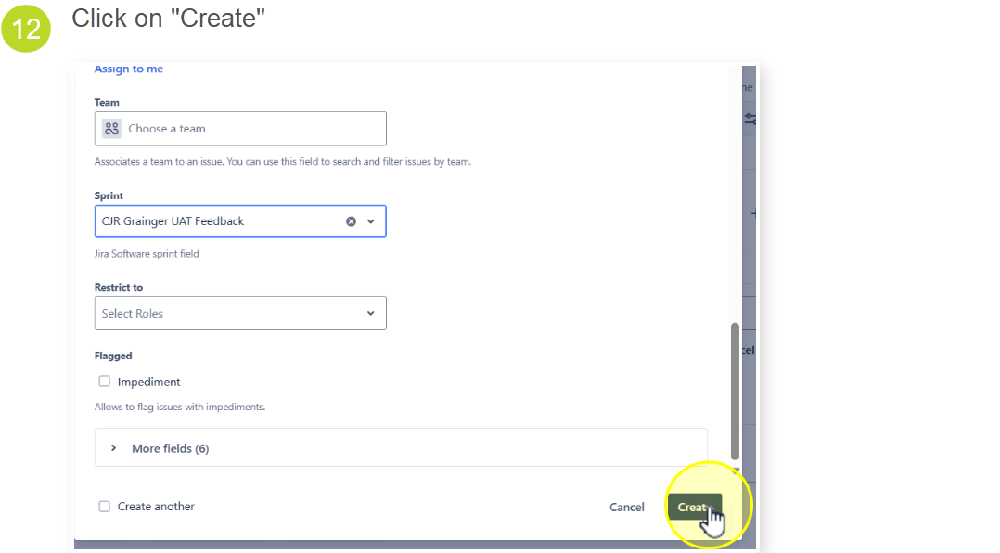 12
Click on "Create"
Assign to me
Team
Choose a team
Associates a team to an issue. You can use this field to search and filter issues by team.
Sprint
CJR Grainger UAT Feedback
Jira Software sprint field
Restrict to
Select Roles
Flagged
Impediment
Allows to flag issues with impediments.
More fields (6)
Create another
Cancel
Create